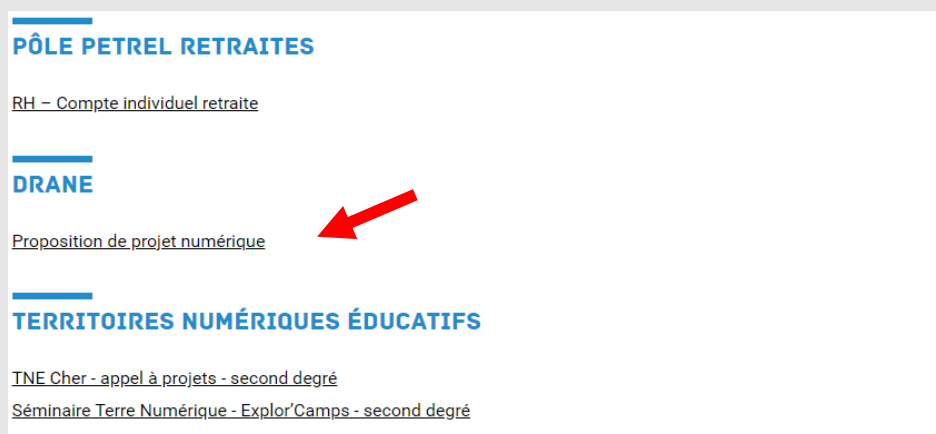 PÔLE PETREL RETRAITES
RH – Compte individuel retraite
DRANE
Proposition de projet numérique
TERRITOIRES NUMÉRIQUES ÉDUCATIFS
TNE Cher - appel à projets - second degré
Séminaire Terre Numérique - Explor’Camps - second degré